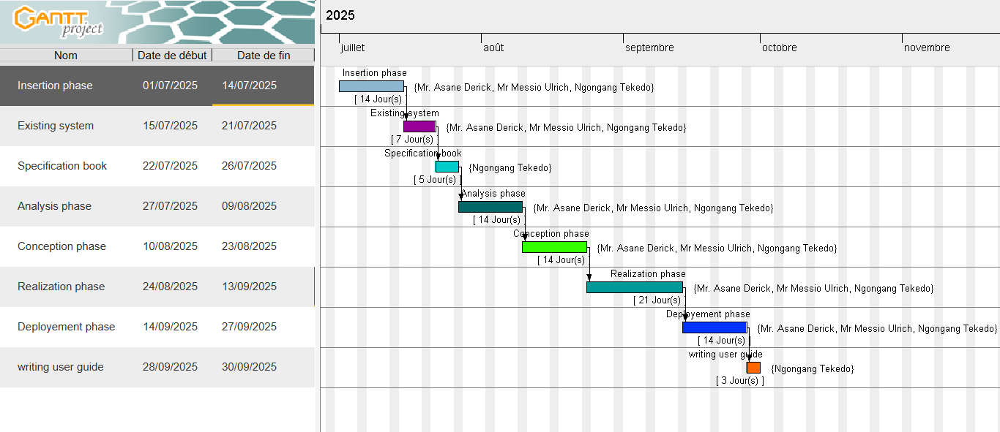 GANTT
project
Nom Date de début Date de fin
Insertion phase 01/07/2025 14/07/2025
Existing system 15/07/2025 21/07/2025
Specification book 22/07/2025 26/07/2025
Analysis phase 27/07/2025 09/08/2025
Conception phase 10/08/2025 23/08/2025
Realization phase 24/08/2025 13/09/2025
Deployement phase 14/09/2025 27/09/2025
writing user guide 28/09/2025 30/09/2025
2025
juillet août septembre octobre novembre
Insertion phase
{Mr. Asane Derick, Mr Messio Ulrich, Ngongang Tekedo}
[ 14 Jour(s) ]
Existing system
{Mr. Asane Derick, Mr Messio Ulrich, Ngongang Tekedo}
[ 7 Jour(s) ]
Specification book
{Ngongang Tekedo}
[ 5 Jour(s) ]
Analysis phase
{Mr. Asane Derick, Mr Messio Ulrich, Ngongang Tekedo}
[ 14 Jour(s) ]
Conception phase
{Mr. Asane Derick, Mr Messio Ulrich, Ngongang Tekedo}
[ 14 Jour(s) ]
Realization phase
{Mr. Asane Derick, Mr Messio Ulrich, Ngongang Tekedo}
[ 21 Jour(s) ]
Deployement phase
{Mr. Asane Derick, Mr Messio Ulrich, Ngongang Tekedo}
[ 14 Jour(s) ]
writing user guide
{Ngongang Tekedo}
[ 3 Jour(s) ]